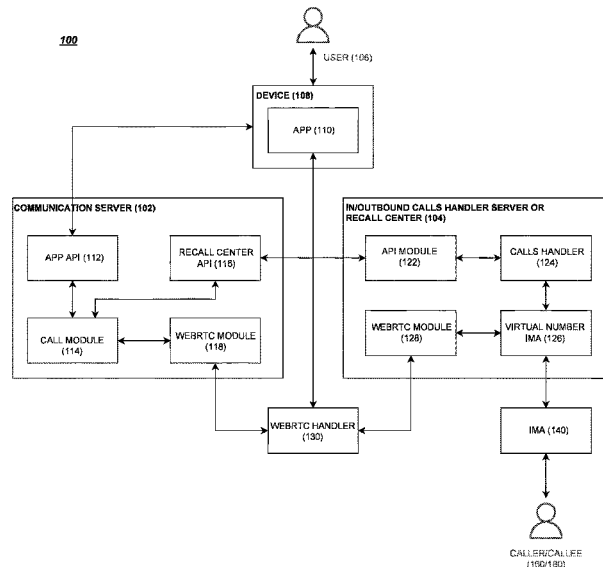 100
USER (106)
DEVICE (108)
APP (110)
COMMUNICATION SERVER (102)
APP API (112)
RECALL CENTER
API (116)
CALL MODULE
(114)
WEBRTC MODULE
(118)
IN/OUTBOUND CALLS HANDLER SERVER OR
RECALL CENTER (104)
API MODULE
(122)
CALLS HANDLER
(124)
WEBRTC MODULE
(128)
VIRTUAL NUMBER
IMA (126)
WEBRTC HANDLER
(130)
IMA (140)
CALLER/CALLEE
(160/180)